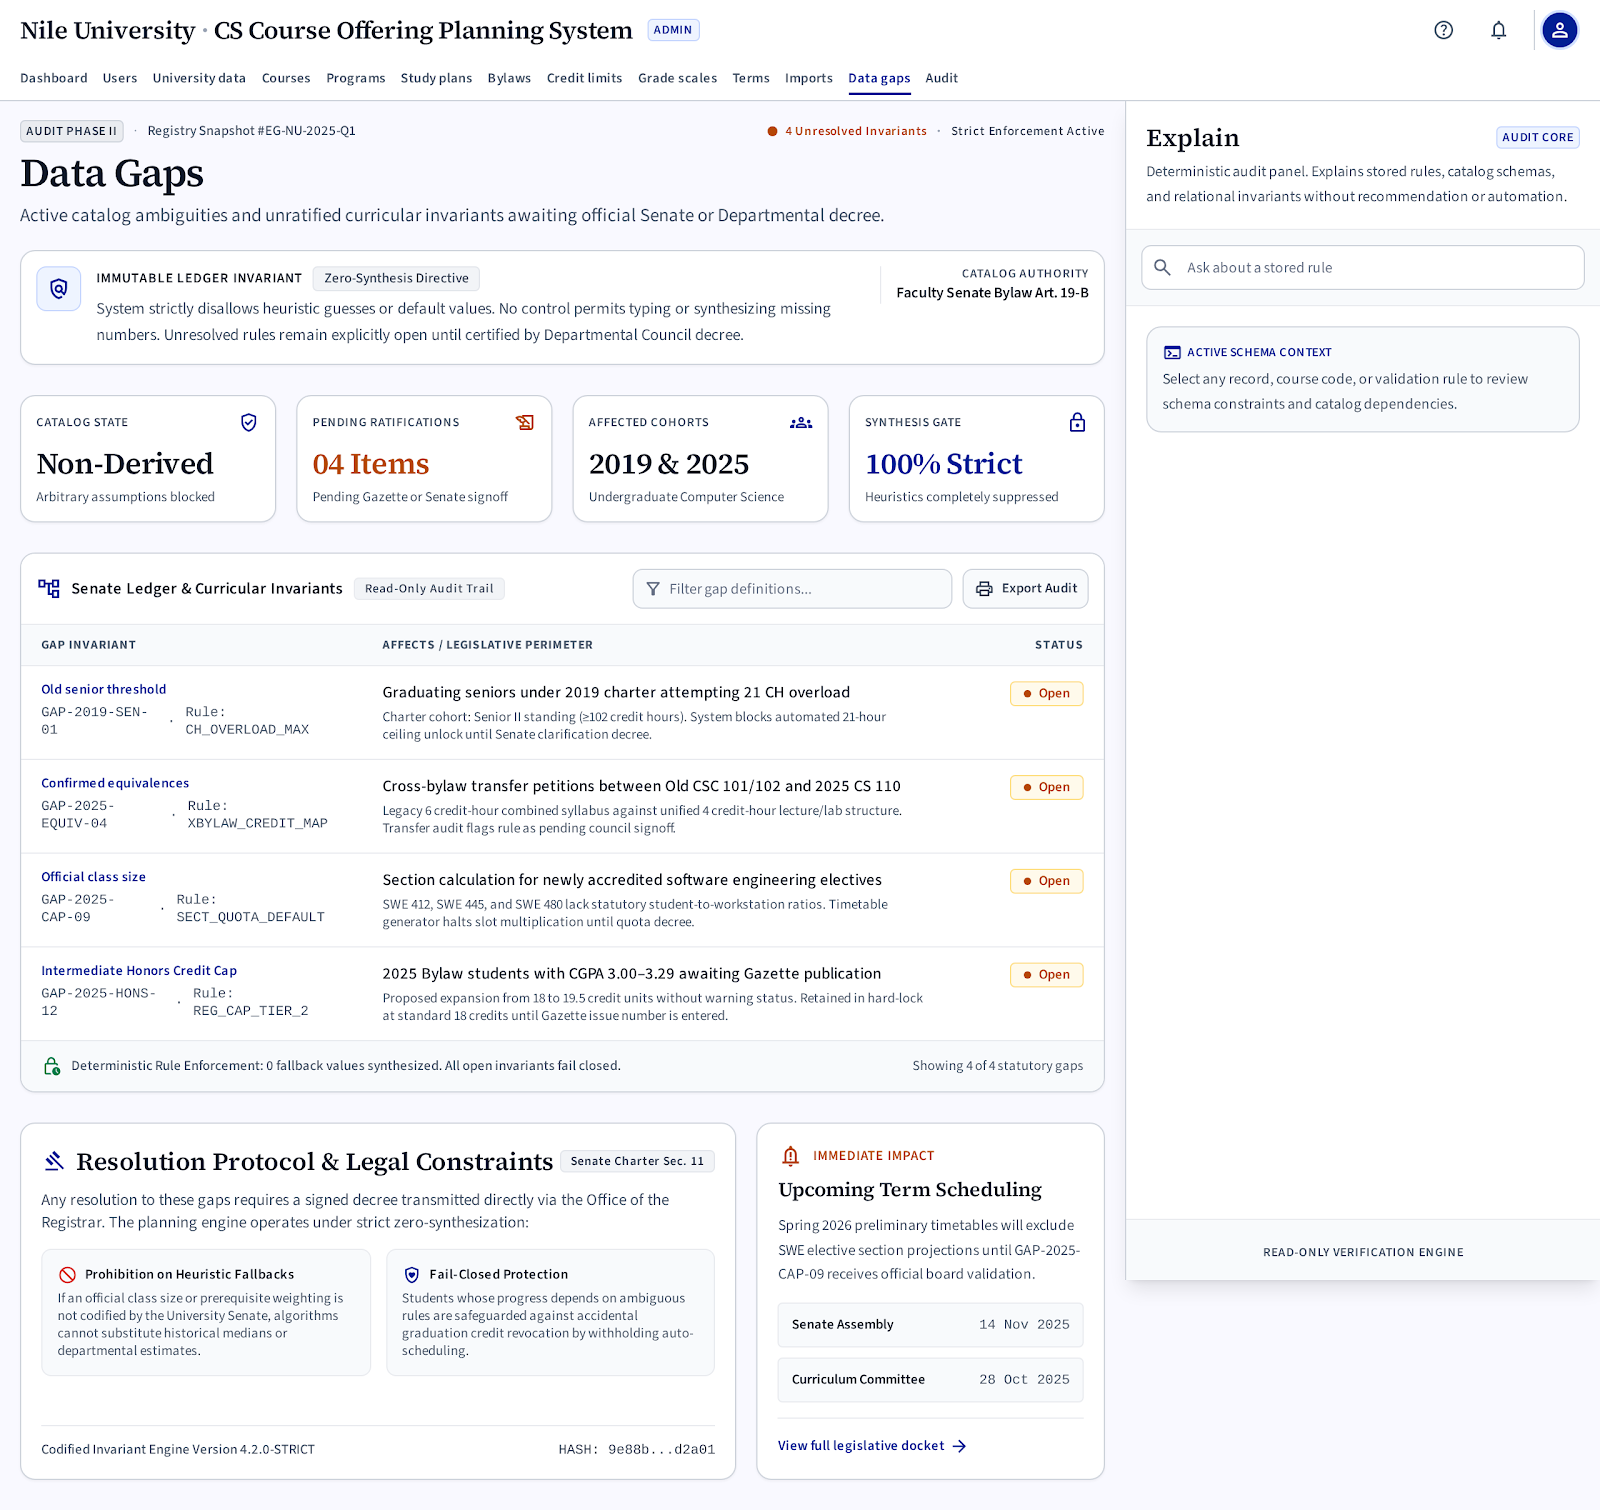 Nile University · CS Course Offering Planning System ADMIN
Dashboard Users University data Courses Programs Study plans Bylaws Credit limits Grade scales Terms Imports Data gaps Audit
AUDIT PHASE II · Registry Snapshot #EG-NU-2025-Q1
4 Unresolved Invariants · Strict Enforcement Active
Data Gaps
Active catalog ambiguities and unratified curricular invariants awaiting official Senate or Departmental decree.
IMMUTABLE LEDGER INVARIANT Zero-Synthesis Directive
System strictly disallows heuristic guesses or default values. No control permits typing or synthesizing missing
numbers. Unresolved rules remain explicitly open until certified by Departmental Council decree.
CATALOG AUTHORITY
Faculty Senate Bylaw Art. 19-B
CATALOG STATE
Non-Derived
Arbitrary assumptions blocked
PENDING RATIFICATIONS
04 Items
Pending Gazette or Senate signoff
AFFECTED COHORTS
2019 & 2025
Undergraduate Computer Science
SYNTHESIS GATE
100% Strict
Heuristics completely suppressed
Senate Ledger & Curricular Invariants Read-Only Audit Trail
Filter gap definitions...
Export Audit
GAP INVARIANT AFFECTS / LEGISLATIVE PERIMETER STATUS
Old senior threshold
GAP-2019-SEN-
01
·
Rule:
CH_OVERLOAD_MAX
Graduating seniors under 2019 charter attempting 21 CH overload
Charter cohort: Senior II standing (≥102 credit hours). System blocks automated 21-hour
ceiling unlock until Senate clarification decree.
Open
Confirmed equivalences
GAP-2025-
EQUIV-04
·
Rule:
XBYLAW_CREDIT_MAP
Cross-bylaw transfer petitions between Old CSC 101/102 and 2025 CS 110
Legacy 6 credit-hour combined syllabus against unified 4 credit-hour lecture/lab structure.
Transfer audit flags rule as pending council signoff.
Open
Official class size
GAP-2025-
CAP-09
·
Rule:
SECT_QUOTA_DEFAULT
Section calculation for newly accredited software engineering electives
SWE 412, SWE 445, and SWE 480 lack statutory student-to-workstation ratios. Timetable
generator halts slot multiplication until quota decree.
Open
Intermediate Honors Credit Cap
GAP-2025-HONS-
12
·
Rule:
REG_CAP_TIER_2
2025 Bylaw students with CGPA 3.00–3.29 awaiting Gazette publication
Proposed expansion from 18 to 19.5 credit units without warning status. Retained in hard-lock
at standard 18 credits until Gazette issue number is entered.
Open
Deterministic Rule Enforcement: 0 fallback values synthesized. All open invariants fail closed.
Showing 4 of 4 statutory gaps
Resolution Protocol & Legal Constraints Senate Charter Sec. 11
Any resolution to these gaps requires a signed decree transmitted directly via the Office of the
Registrar. The planning engine operates under strict zero-synthesization:
Prohibition on Heuristic Fallbacks
If an official class size or prerequisite weighting is
not codified by the University Senate, algorithms
cannot substitute historical medians or
departmental estimates.
Fail-Closed Protection
Students whose progress depends on ambiguous
rules are safeguarded against accidental
graduation credit revocation by withholding auto-
scheduling.
Codified Invariant Engine Version 4.2.0-STRICT
HASH: 9e88b...d2a01
IMMEDIATE IMPACT
Upcoming Term Scheduling
Spring 2026 preliminary timetables will exclude
SWE elective section projections until GAP-2025-
CAP-09 receives official board validation.
Senate Assembly 14 Nov 2025
Curriculum Committee 28 Oct 2025
View full legislative docket
Explain AUDIT CORE
Deterministic audit panel. Explains stored rules, catalog schemas,
and relational invariants without recommendation or automation.
Ask about a stored rule
ACTIVE SCHEMA CONTEXT
Select any record, course code, or validation rule to review
schema constraints and catalog dependencies.
READ-ONLY VERIFICATION ENGINE